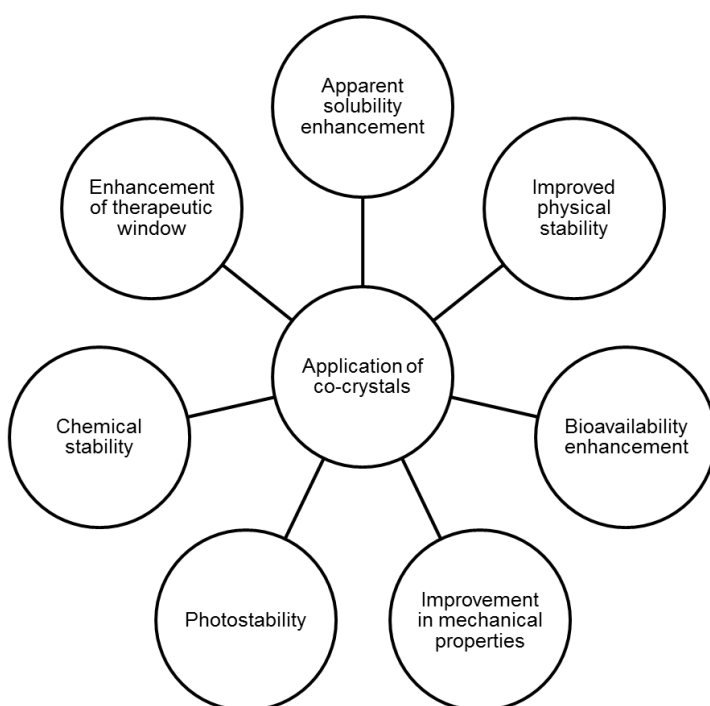 Apparent
solubility
enhancement
Enhancement
of therapeutic
window
Improved
physical
stability
Application of
co-crystals
Chemical
stability
Bioavailability
enhancement
Photostability
Improvement
in mechanical
properties